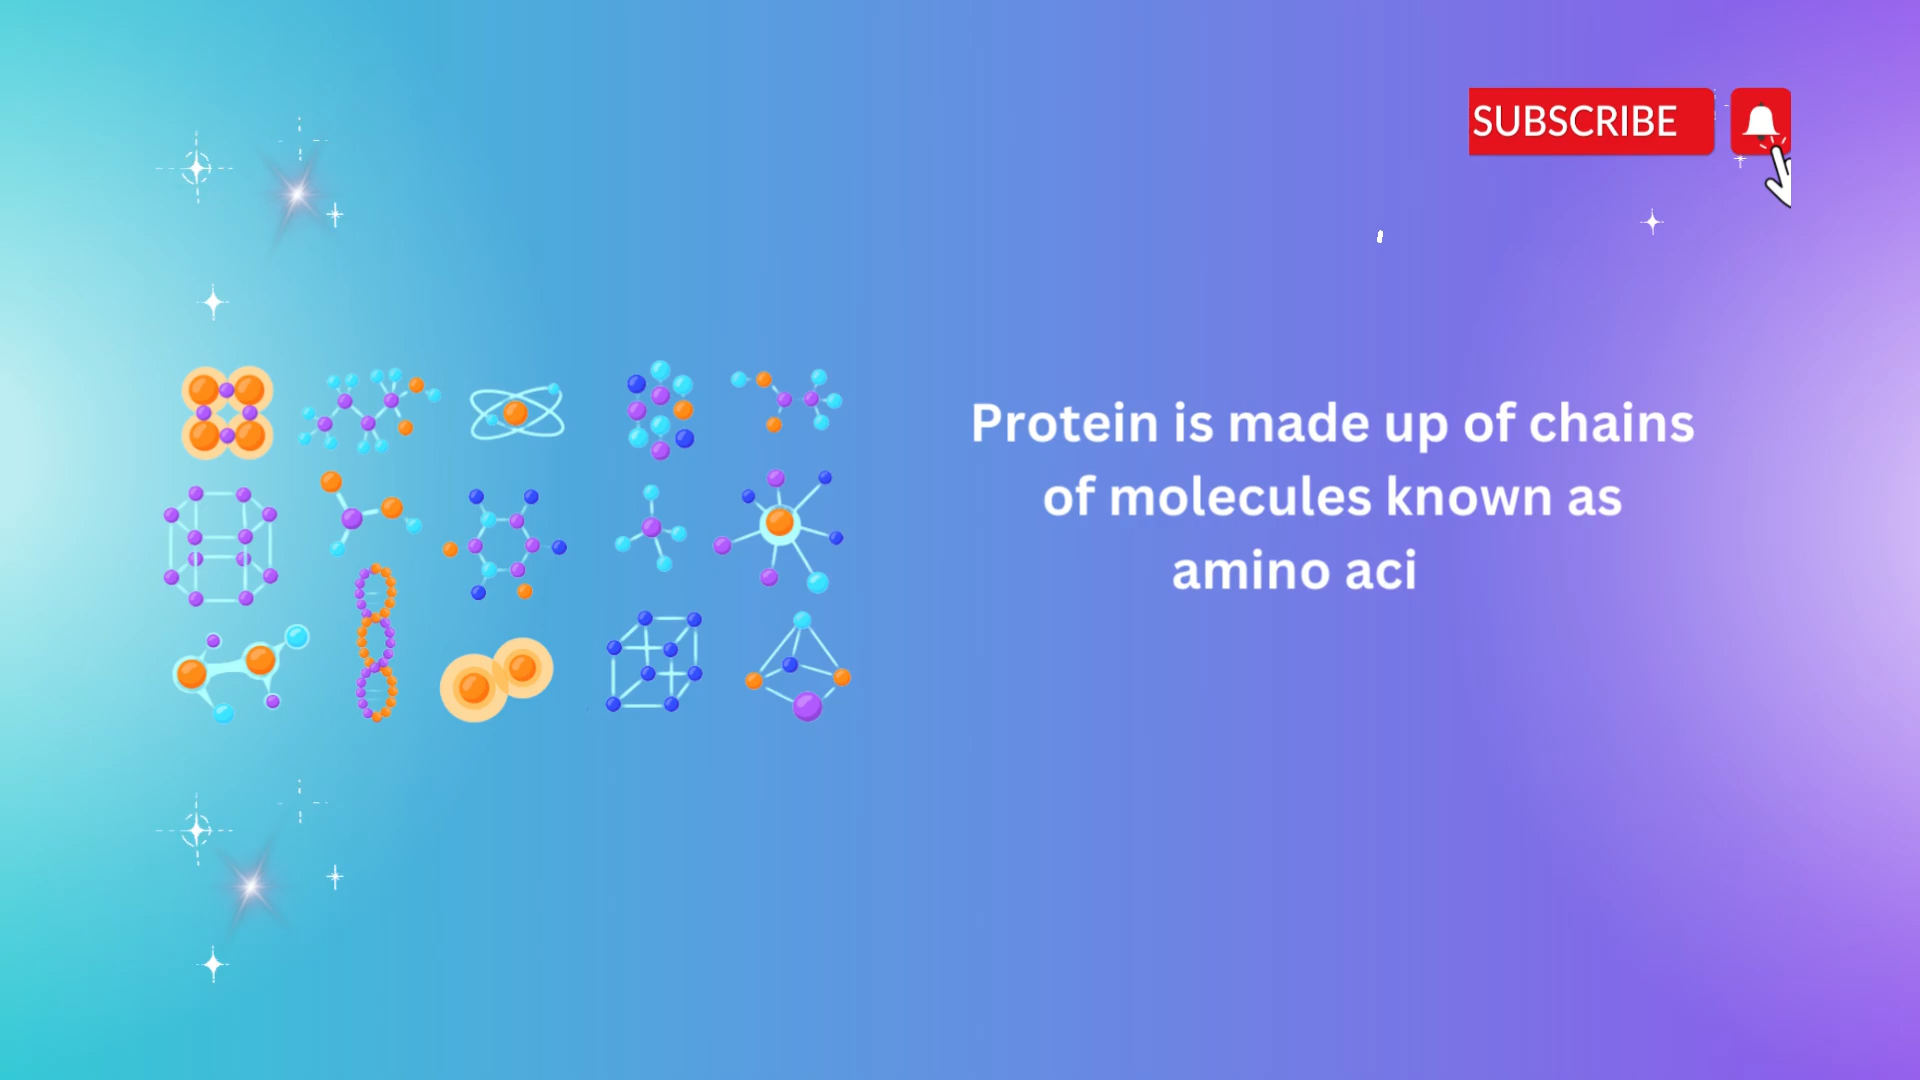 SUBSCRIBE
Protein is made up of chains
of molecules known as
amino aci